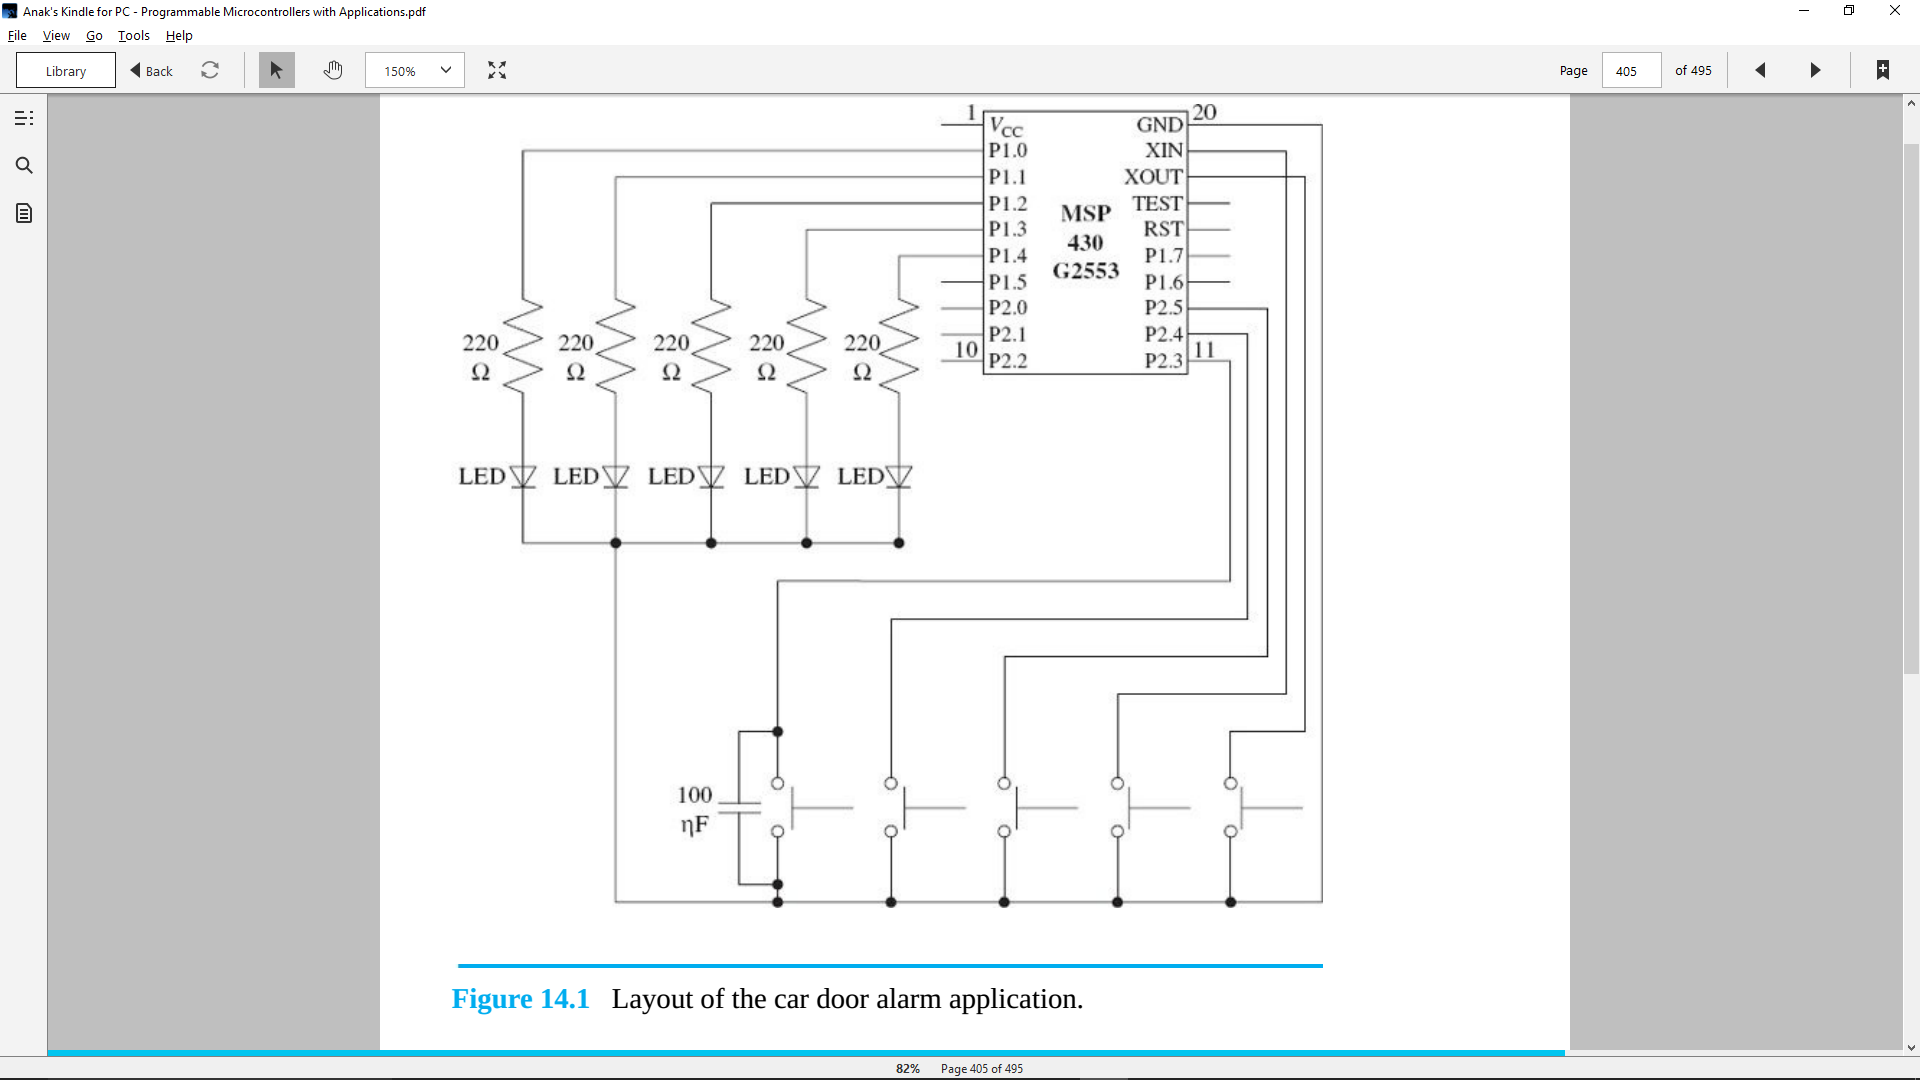 Anak's Kindle for PC - Programmable Microcontrollers with Applications.pdf
File View Go Tools Help
Library Back 150% Page 405 of 495
1 20
VCC GND
P1.0 XIN
P1.1 XOUT
P1.2 TEST
P1.3 RST
P1.4 P1.7
P1.5 P1.6
P2.0 P2.5
P2.1 P2.4
10 11
P2.2 P2.3
MSP
430
G2553
220 220 220 220 220
Ω Ω Ω Ω Ω
LED LED LED LED LED
100
ηF
Figure 14.1 Layout of the car door alarm application.
82% Page 405 of 495